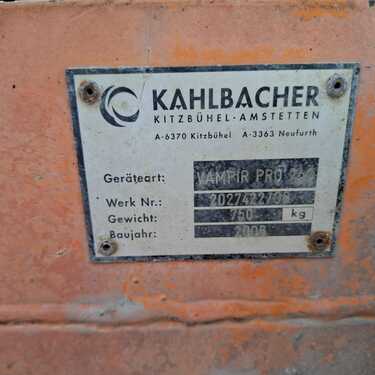 KAHLBACHER
KITZBÜHEL-AMSTETTEN
A-6370 Kitzbühel A-3363 Neufurth
Geräteart: VAMPIR PRO
Werk Nr.:
Gewicht: 750 kg
Baujahr: 2008